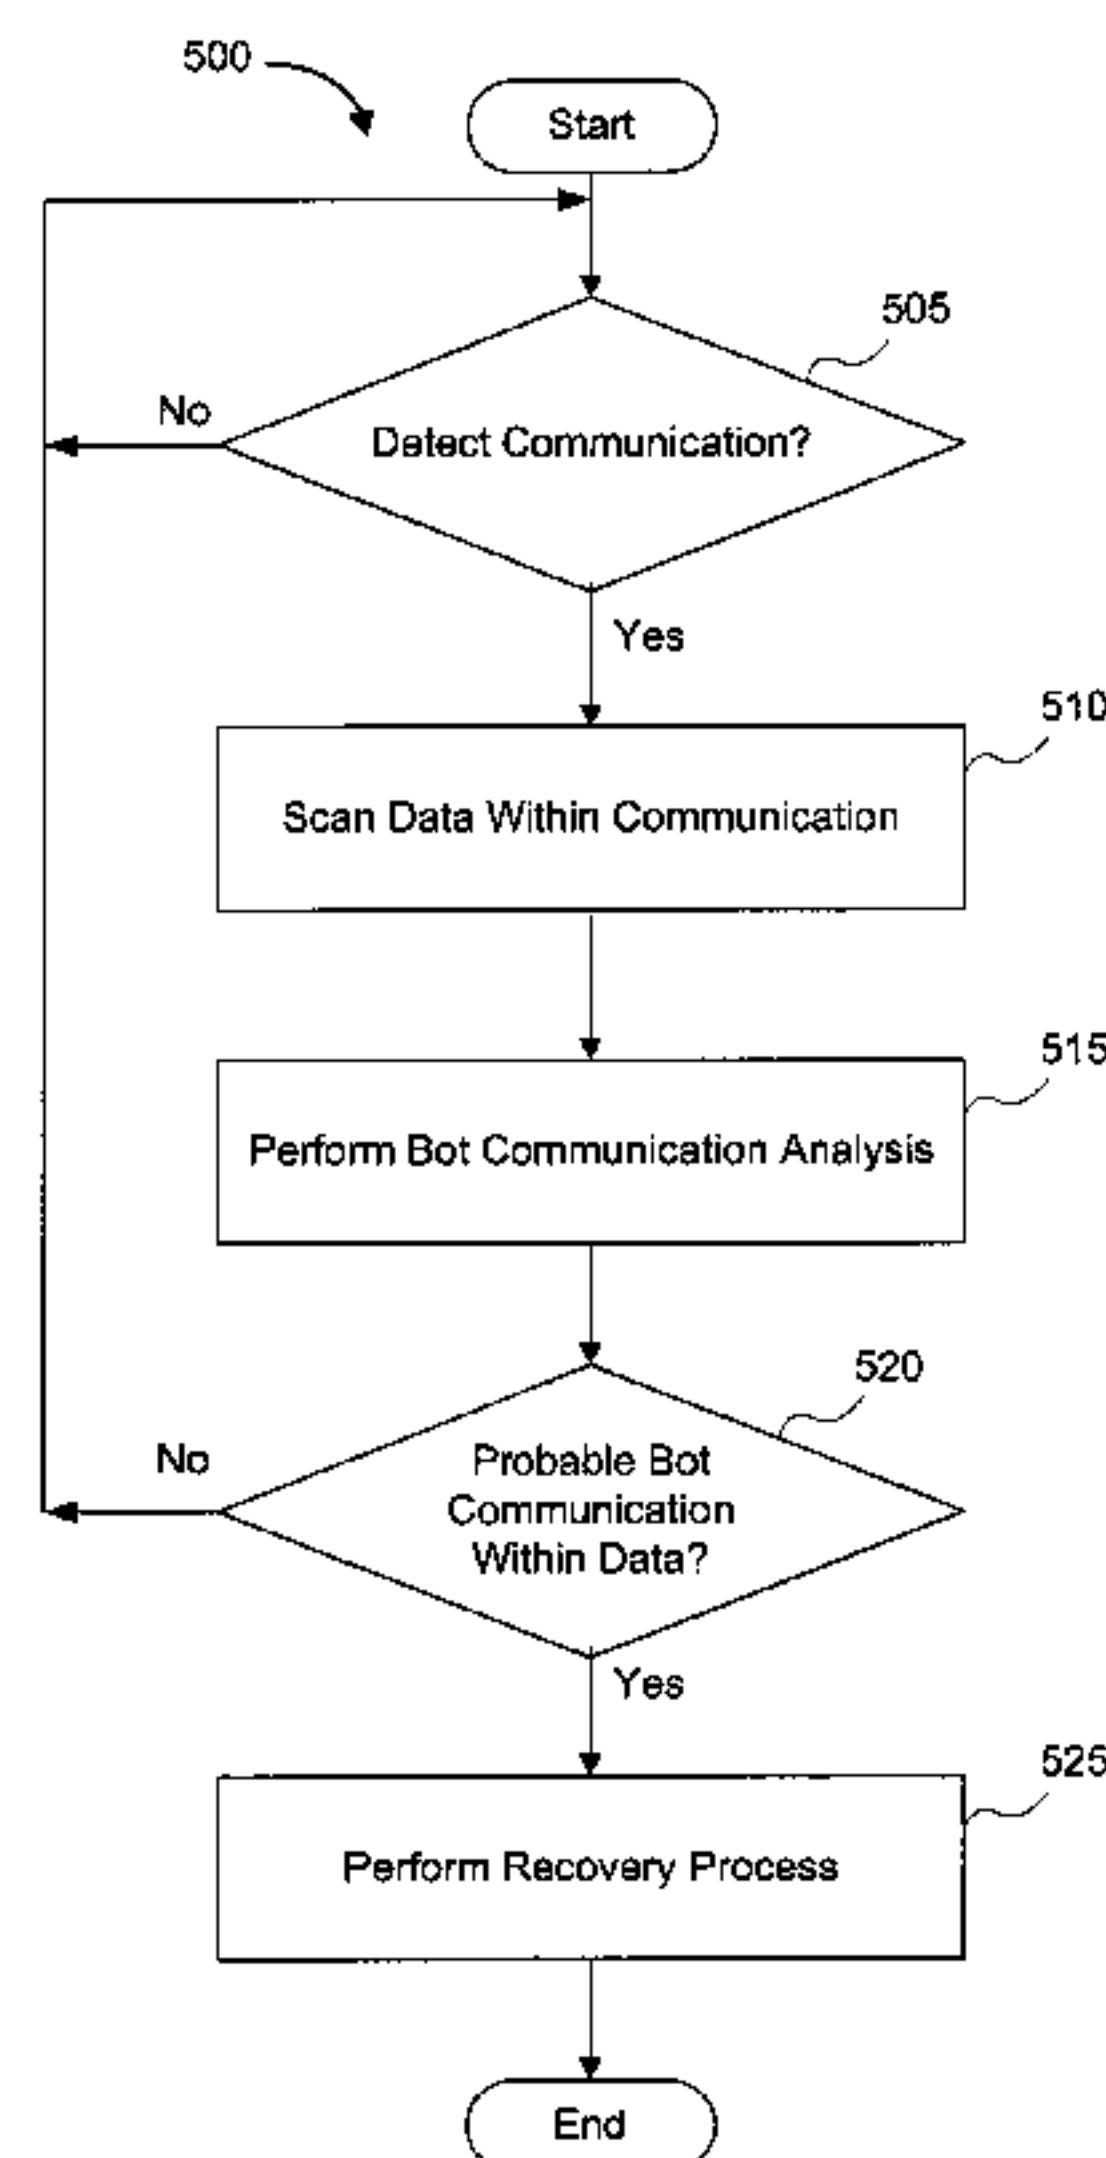 500
Start
505
No
Detect Communication?
Yes
510
Scan Data Within Communication
515
Perform Bot Communication Analysis
520
No
Probable Bot
Communication
Within Data?
Yes
525
Perform Recovery Process
End